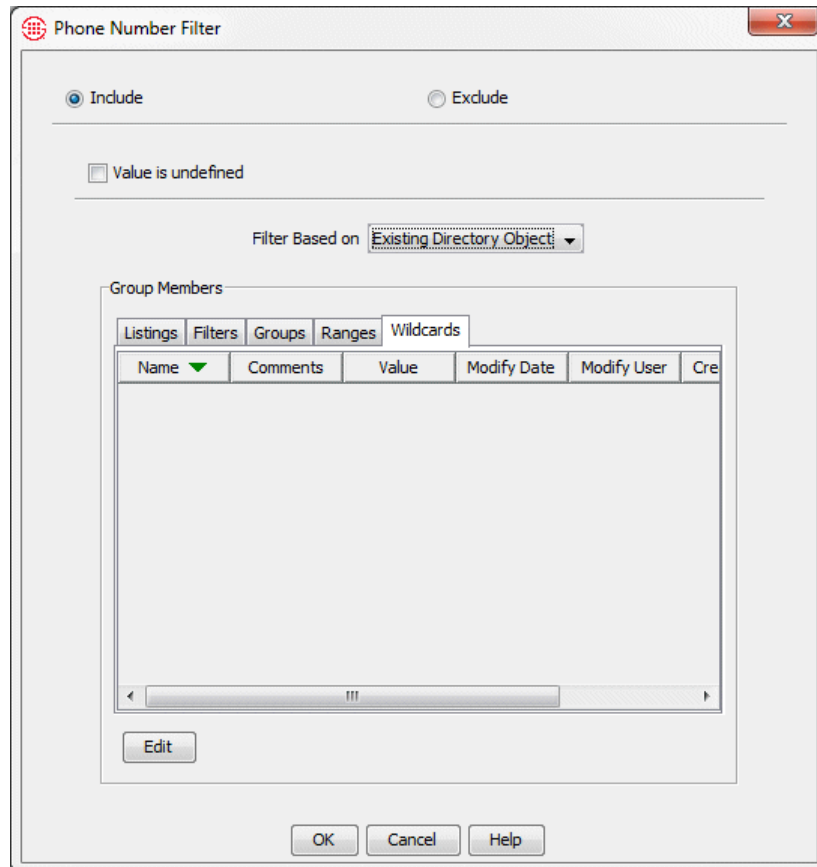 Phone Number Filter
Include Exclude
Value is undefined
Filter Based on Existing Directory Object
Group Members
Listings Filters Groups Ranges Wildcards
Name Comments Value Modify Date Modify User Cre
Edit
OK Cancel Help